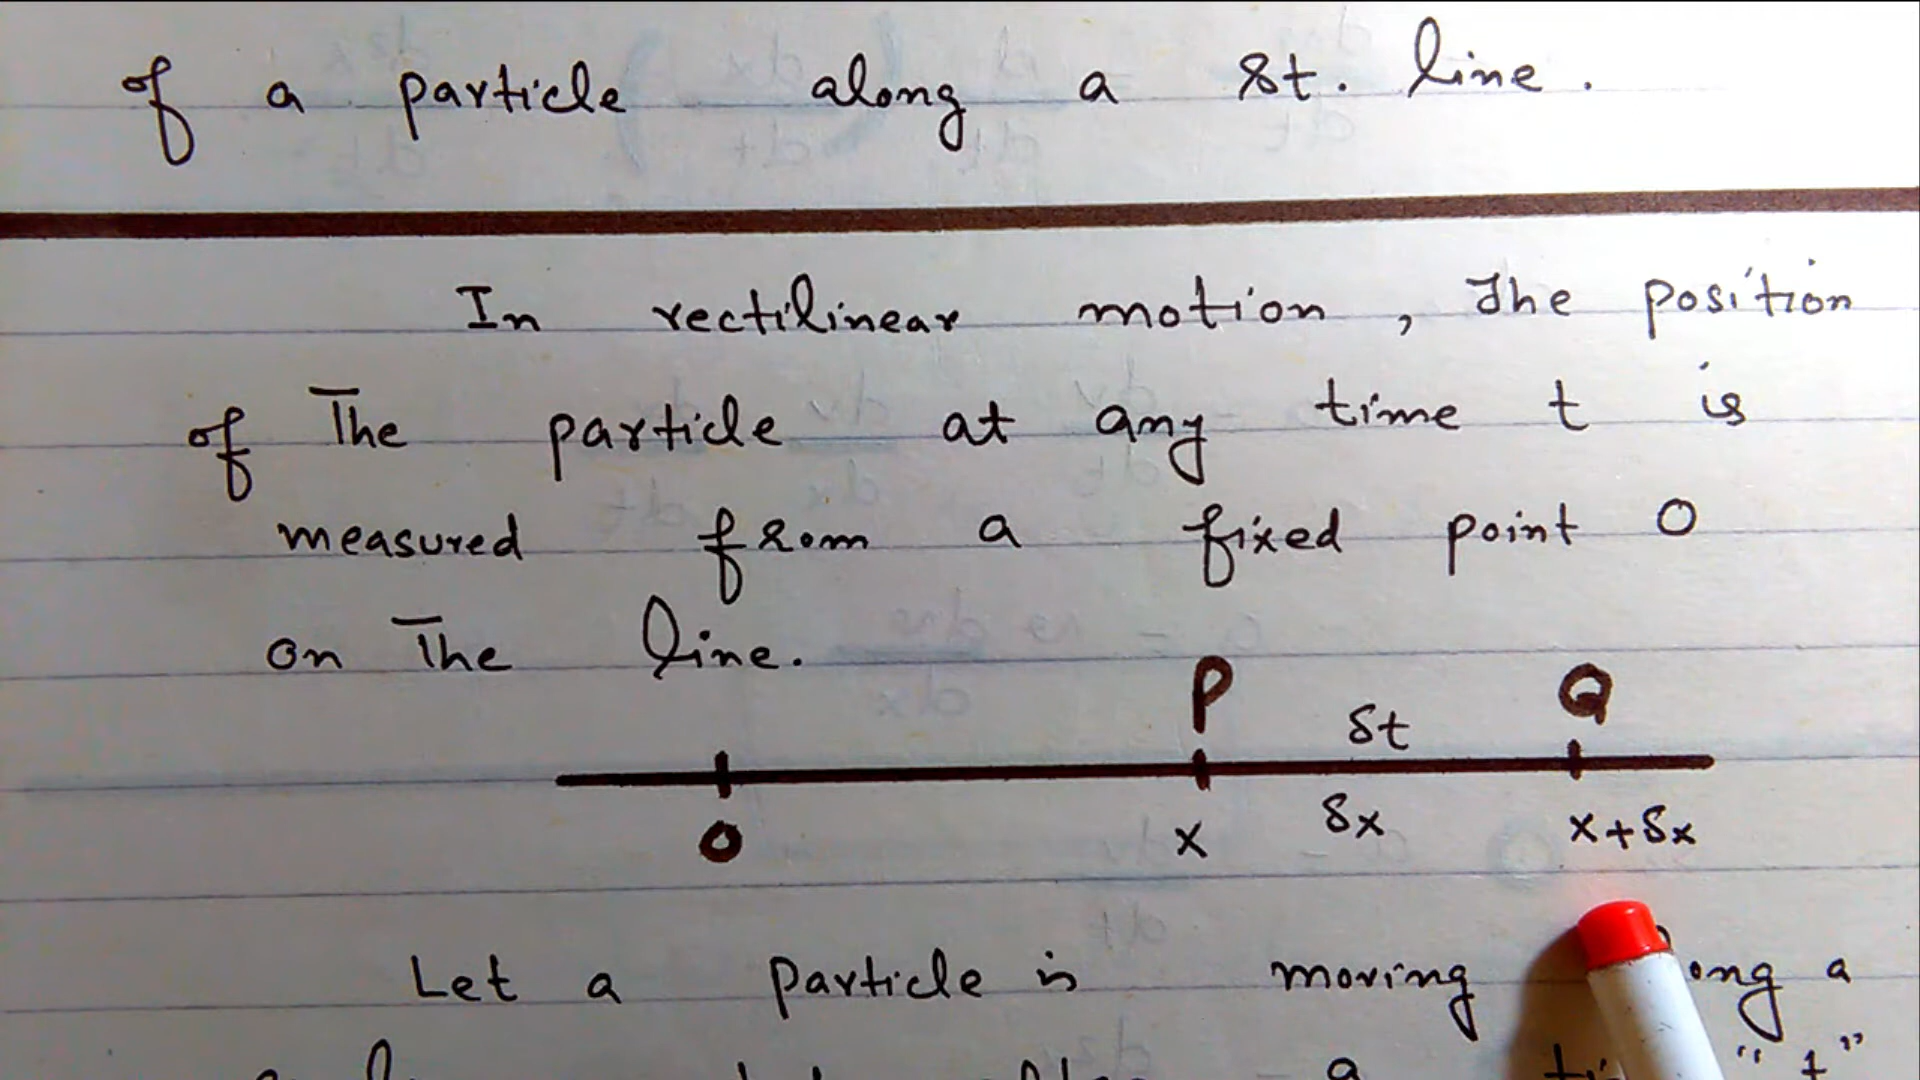 of a particle along a st. line.
In rectilinear motion, The position
of The particle at any time t is
measured from a fixed point O
on The line.
P δt Q
O x δx x+δx
Let a particle is moving a